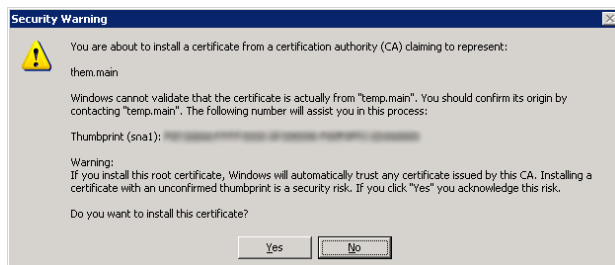 Security Warning
You are about to install a certificate from a certification authority (CA) claiming to represent:
them.main
Windows cannot validate that the certificate is actually from "temp.main". You should confirm its origin by
contacting "temp.main". The following number will assist you in this process:
Thumbprint (sna1):
Warning:
If you install this root certificate, Windows will automatically trust any certificate issued by this CA. Installing a
certificate with an unconfirmed thumbprint is a security risk. If you click "Yes" you acknowledge this risk.
Do you want to install this certificate?
Yes
No